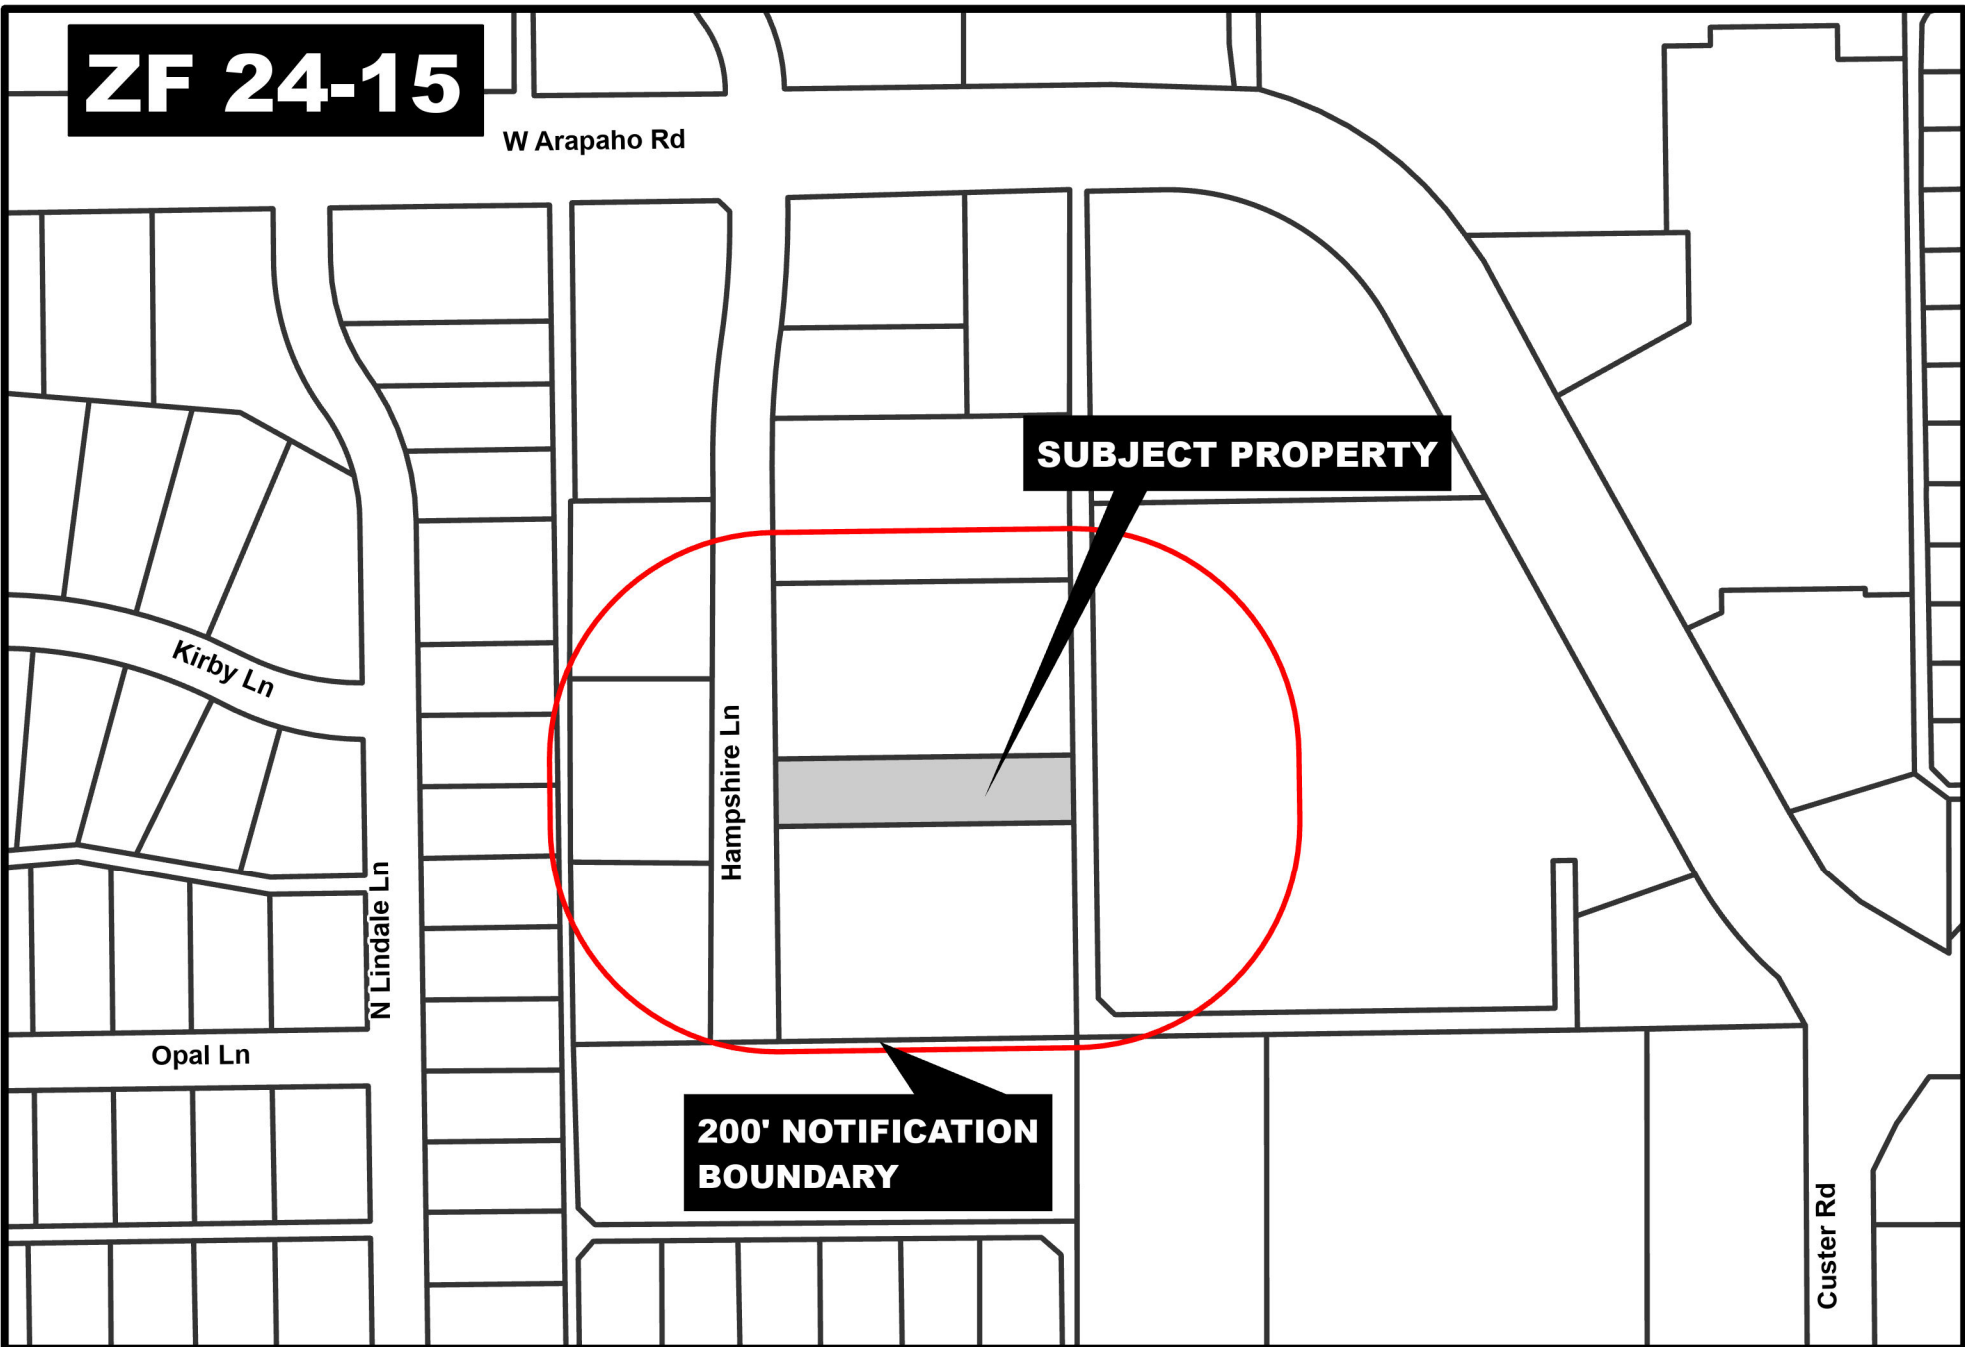 ZF 24-15
W Arapaho Rd
SUBJECT PROPERTY
Kirby Ln
Hampshire Ln
N Lindale Ln
Opal Ln
200' NOTIFICATION
BOUNDARY
Custer Rd